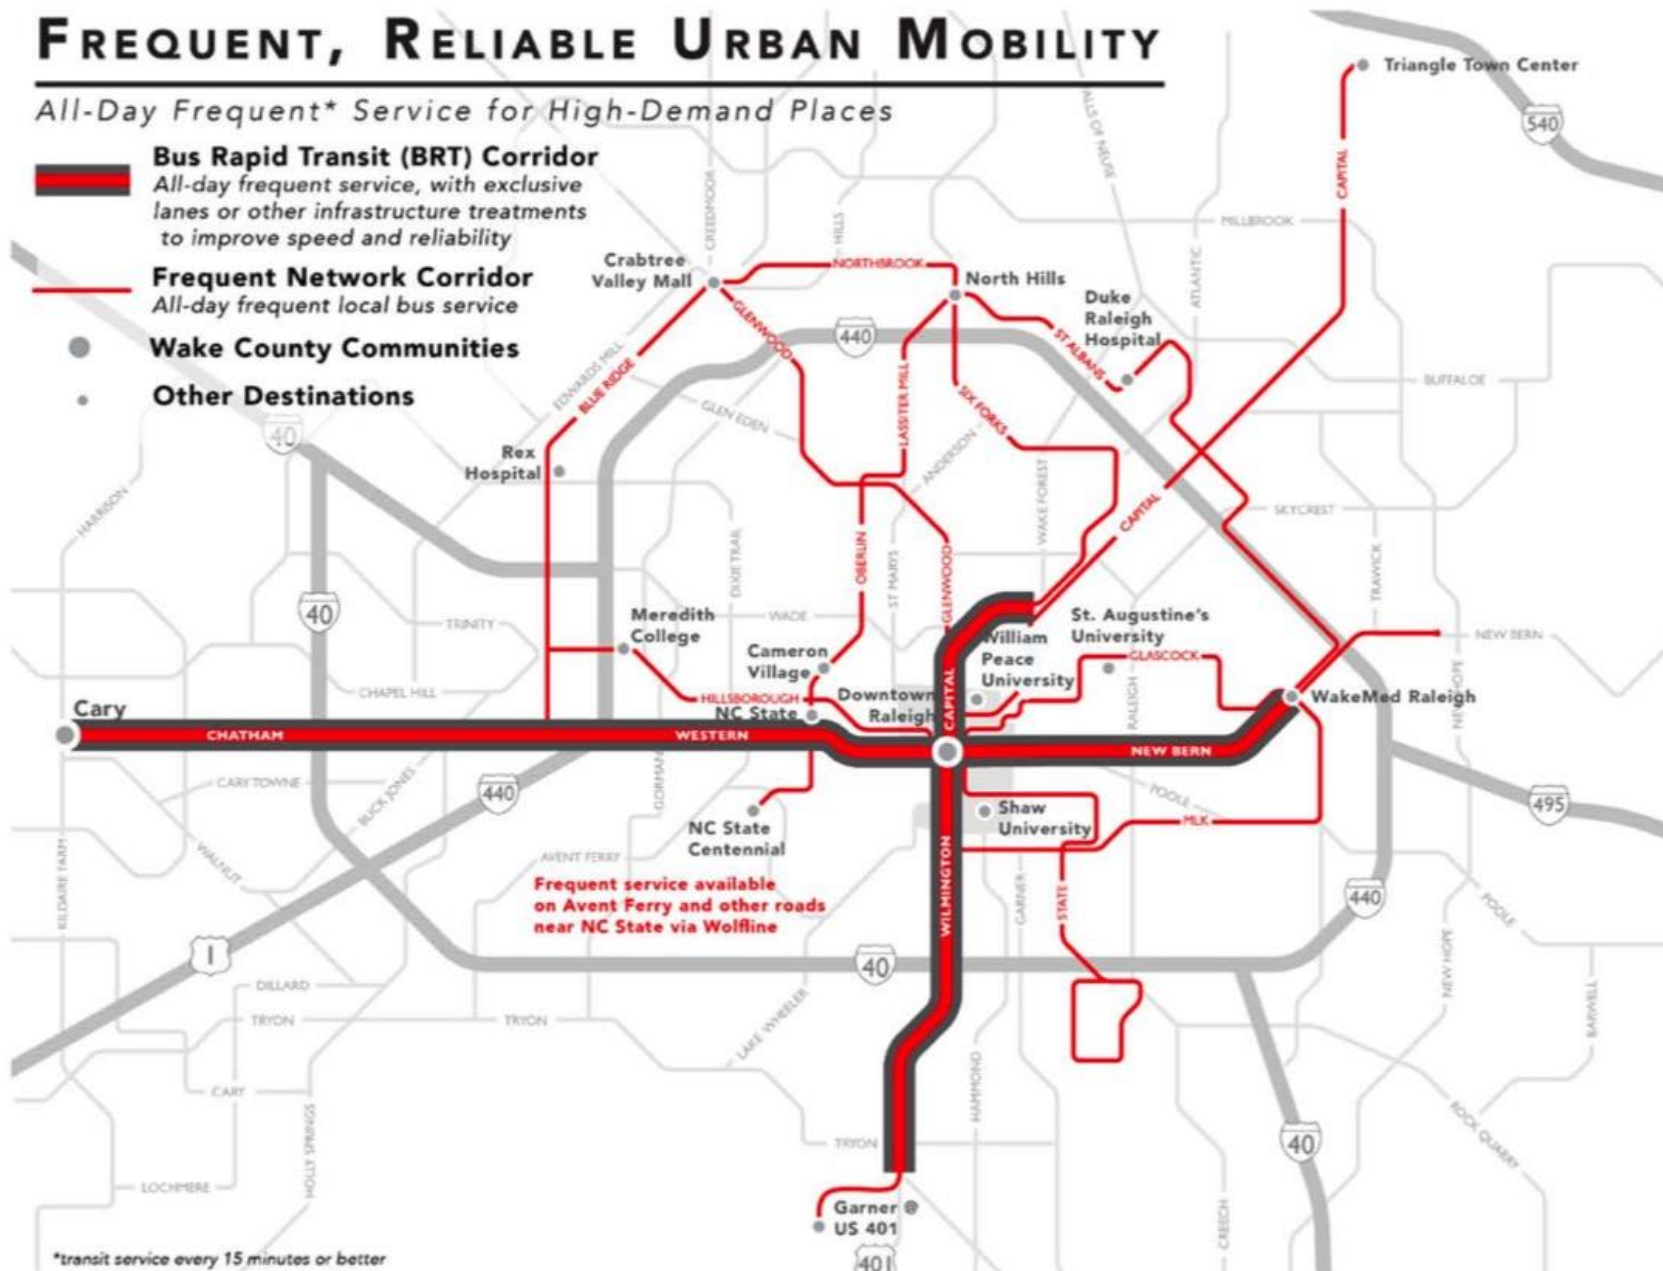 FREQUENT, RELIABLE URBAN MOBILITY
All-Day Frequent* Service for High-Demand Places
Bus Rapid Transit (BRT) Corridor
All-day frequent service, with exclusive
lanes or other infrastructure treatments
to improve speed and reliability
Frequent Network Corridor
All-day frequent local bus service
Wake County Communities
Other Destinations
Triangle Town Center
540
CAPITAL
MILLBROOK
CREEDMOOR
HILLS
ATLANTIC
Crabtree
Valley Mall
NORTHBROOK
North Hills
Duke
Raleigh
Hospital
GLENWOOD
440
ST ALBANS
EDWARDS MILL
BLUE RIDGE
LASSITER MILL
SIX FORKS
BUFFALOE
GLEN EDEN
40
ANDERSON
Rex
Hospital
HARRISON
CAPITAL
WAKE FOREST
SKYCREST
OBERLIN
ST MARYS
DIXIE TRAIL
GLENWOOD
TRAWICK
40
TRINITY
Meredith
College
WADE
William
Peace
University
St. Augustine's
University
GLASCOCK
NEW BERN
Cameron
Village
CHAPEL HILL
HILLSBOROUGH
Downtown
Raleigh
CAPITAL
RALEIGH
WakeMed Raleigh
NEW HOPE
Cary
NC State
CHATHAM
WESTERN
NEW BERN
CARY TOWNE
BUCK JONES
440
GORMAN
POOLE
495
NC State
Centennial
Shaw
University
MLK
WALNUT
AVENT FERRY
KILDAIRE FARM
Frequent service available
on Avent Ferry and other roads
near NC State via Wolfline
WILMINGTON
GARNER
STATE
440
POOLE
1
40
NEW HOPE
DILLARD
TRYON
TRYON
LAKE WHEELER
BARWELL
HAMMOND
CARY
HOLLY SPRINGS
ROCK QUARRY
TRYON
40
LOCHMERE
CREECH
Garner
US 401
401
*transit service every 15 minutes or better